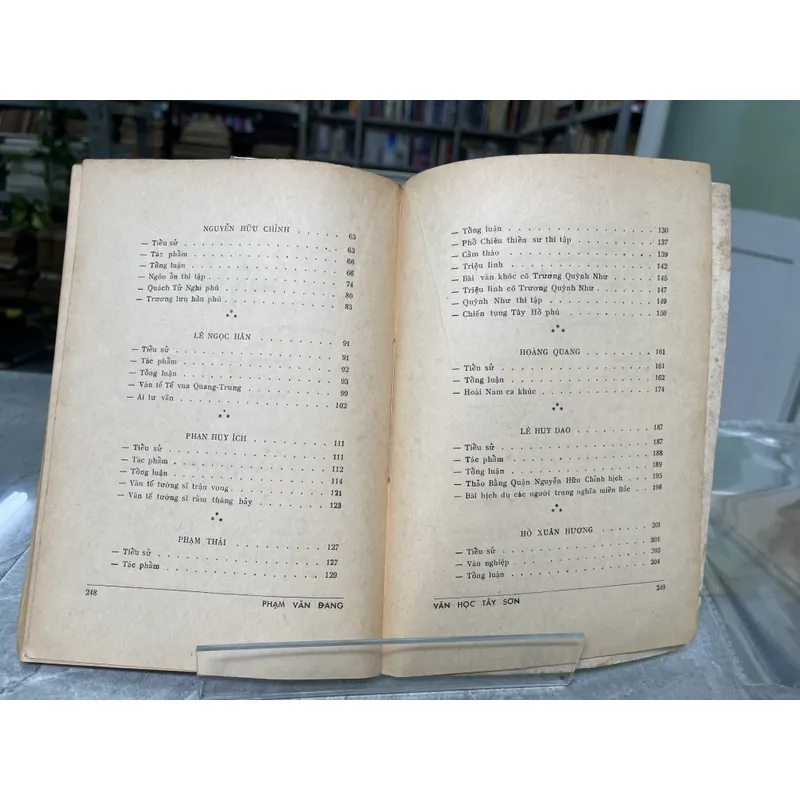 NGUYỄN HỮU CHỈNH . . . . . . . . 63
— Tiểu sử . . . . . . . . . . . . . 63
— Tác phẩm . . . . . . . . . . . . 66
— Tổng luận . . . . . . . . . . . . 66
— Ngôn ẩn thi tập . . . . . . . . . . 74
— Quách Tử Nghi phú . . . . . . . . 80
— Trương lưu hầu phú . . . . . . . . 83
LÊ NGỌC HÂN . . . . . . . . . . . 91
— Tiểu sử . . . . . . . . . . . . . 91
— Tác phẩm . . . . . . . . . . . . 92
— Tổng luận . . . . . . . . . . . . 93
— Văn tế Tế vua Quang-Trung . . . . . . 99
— Ai tư vãn . . . . . . . . . . . . 102
PHAN HUY ÍCH . . . . . . . . . . . 111
— Tiểu sử . . . . . . . . . . . . . 111
— Tác phẩm . . . . . . . . . . . . 112
— Tổng luận . . . . . . . . . . . . 114
— Văn tế tướng sĩ trận vong . . . . . . . 121
— Văn tế tướng sĩ rằm tháng bảy . . . . . 123
PHẠM THÁI . . . . . . . . . . . . 127
— Tiểu sử . . . . . . . . . . . . . 127
— Tác phẩm . . . . . . . . . . . . 129
248
PHẠM VĂN ĐANG
— Tổng luận . . . . . . . . . . . . 130
— Phổ Chiêu thiền sư thi tập . . . . . . . 137
— Cảm tháo . . . . . . . . . . . . 139
— Triệu linh . . . . . . . . . . . . 142
— Bài văn khóc cô Trương Quỳnh Như . . . 145
— Triệu linh cô Trương Quỳnh Như . . . . 147
— Quỳnh Như thi tập . . . . . . . . . 149
— Chiến tụng Tây Hồ phú . . . . . . . 150
HOÀNG QUANG . . . . . . . . . . 161
— Tiểu sử . . . . . . . . . . . . . 161
— Tổng luận . . . . . . . . . . . . 162
— Hoài Nam ca khúc . . . . . . . . . 174
LÊ HUY DAO . . . . . . . . . . . 187
— Tiểu sử . . . . . . . . . . . . . 187
— Tác phẩm . . . . . . . . . . . . 188
— Tổng luận . . . . . . . . . . . . 189
— Thảo Bằng Quận Nguyễn Hữu Chỉnh hịch . 195
— Bài hịch dụ các người trung nghĩa miền Bắc . 198
HỒ XUÂN HƯƠNG . . . . . . . . . 201
— Tiểu sử . . . . . . . . . . . . . 201
— Văn nghiệp . . . . . . . . . . . . 203
— Tổng luận . . . . . . . . . . . . 204
249
VĂN HỌC TÂY SƠN